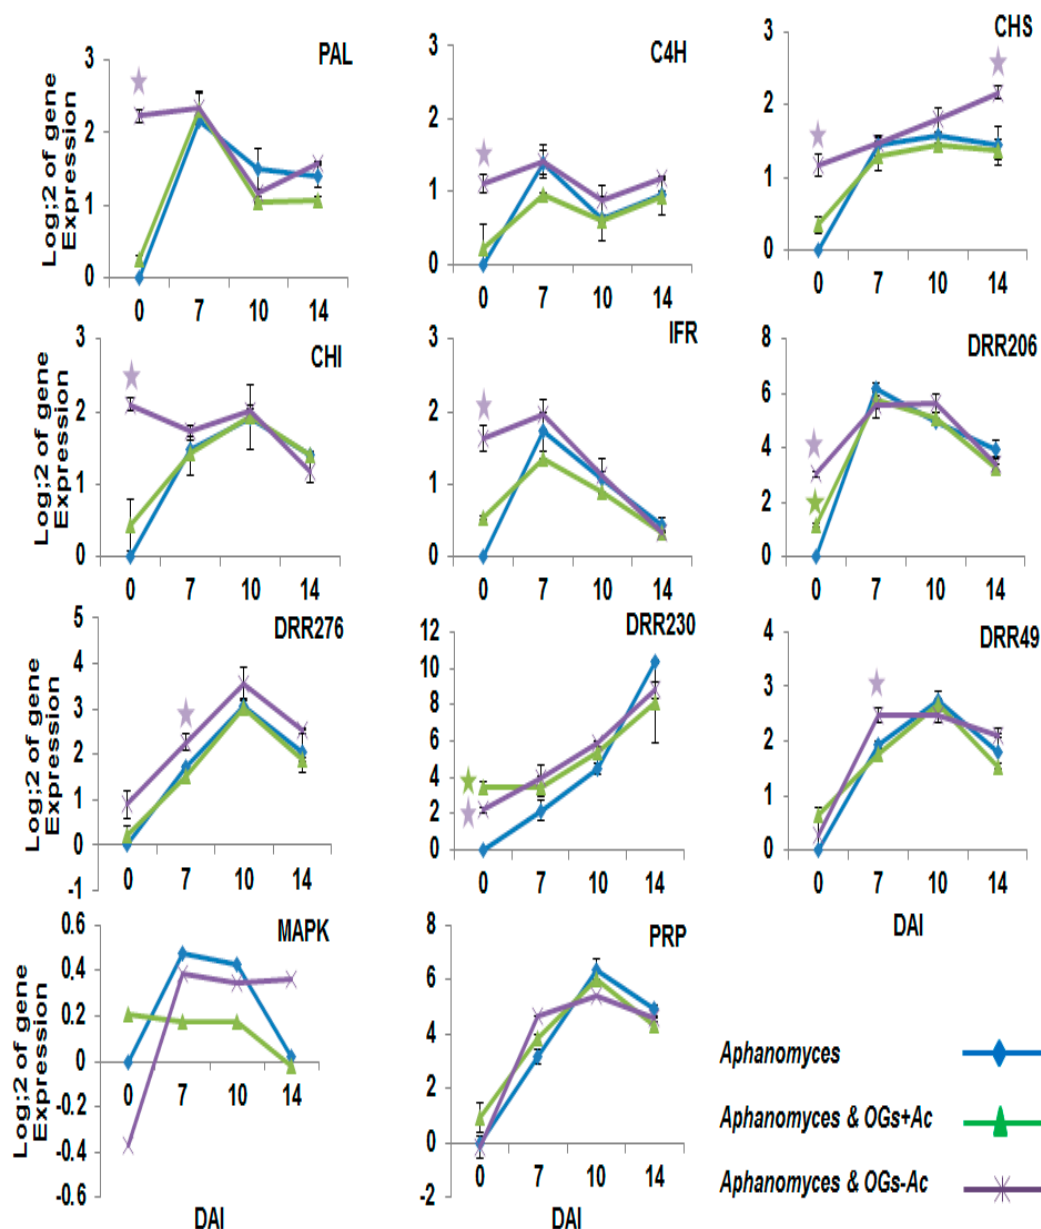 PAL
C4H
CHS
Log;2 of gene
Expression
3
2
1
0
3
2
1
0
3
2
1
0
0 7 10 14
0 7 10 14
0 7 10 14
CHI
IFR
DRR206
Log;2 of gene
Expression
3
2
1
0
3
2
1
0
8
6
4
2
0
0 7 10 14
0 7 10 14
0 7 10 14
DRR276
DRR230
DRR49
Log;2 of gene
Expression
5
4
3
2
1
0
-1
12
10
8
6
4
2
0
4
3
2
1
0
0 7 10 14
0 7 10 14
0 7 10 14
DAI
MAPK
PRP
Log;2 of gene
Expression
0.6
0.4
0.2
0
-0.2
-0.4
-0.6
8
6
4
2
0
-2
0 7 10 14
0 7 10 14
DAI
DAI
Aphanomyces
Aphanomyces & OGs+Ac
Aphanomyces & OGs-Ac